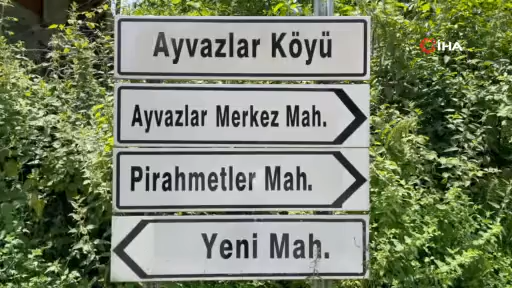 Ayvazlar Köyü
İHA
Ayvazlar Merkez Mah.
Pirahmetler Mah.
Yeni Mah.